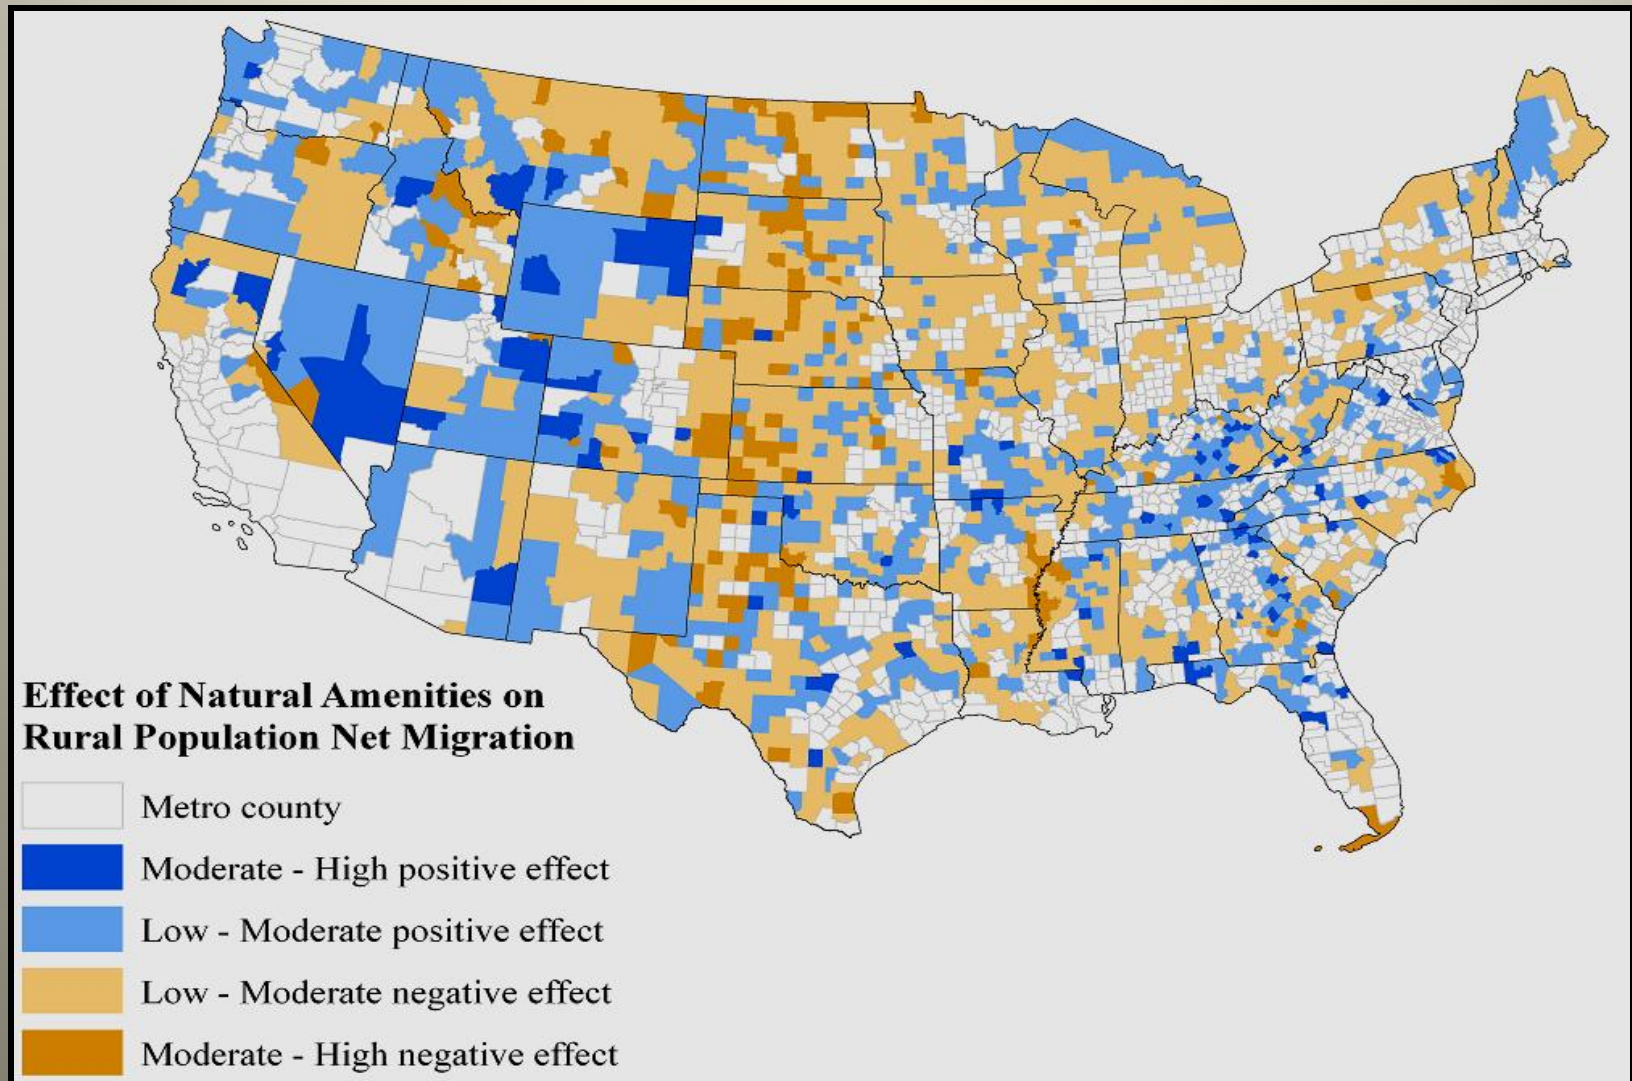 Effect of Natural Amenities on
Rural Population Net Migration
Metro county
Moderate - High positive effect
Low - Moderate positive effect
Low - Moderate negative effect
Moderate - High negative effect